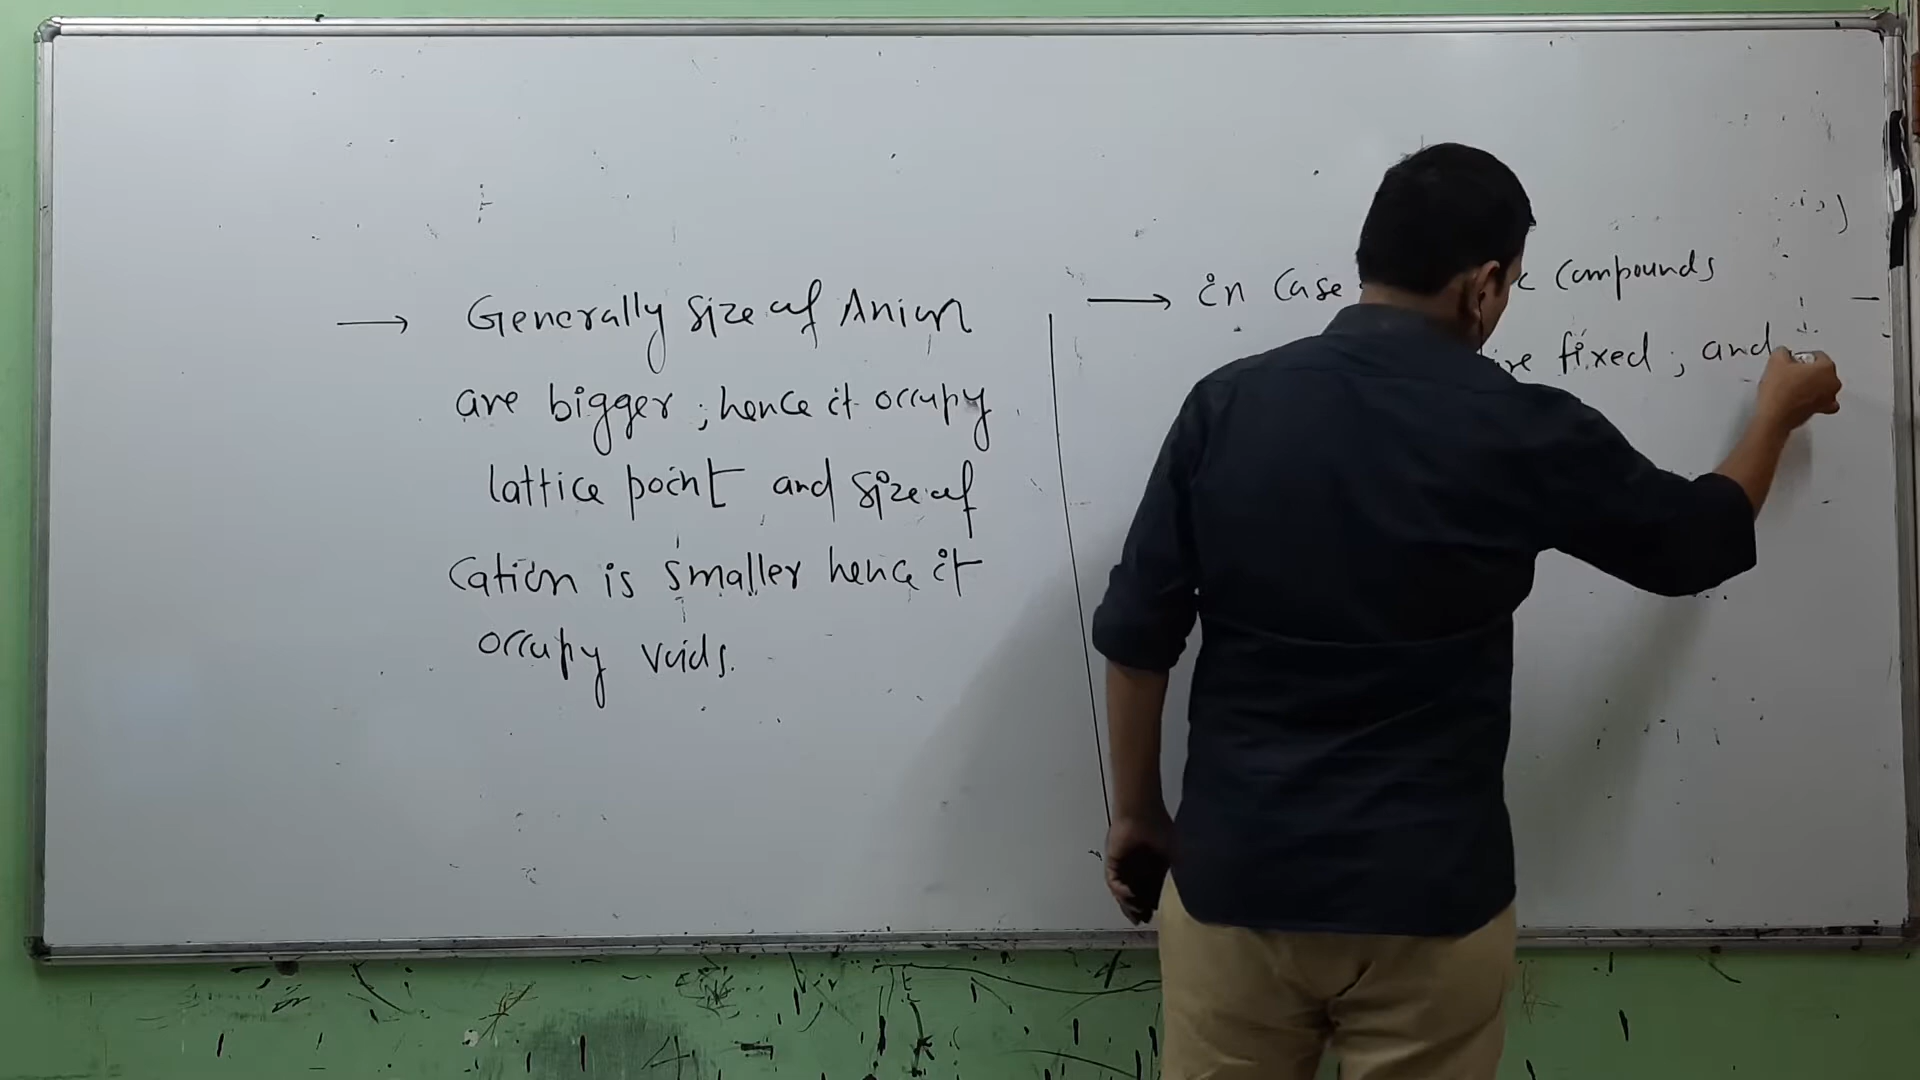 → Generally size of Anion
are bigger ; hence it occupy
lattice point and size of
Cation is smaller hence it
occupy voids.
→ in Case compounds
fixed ; and